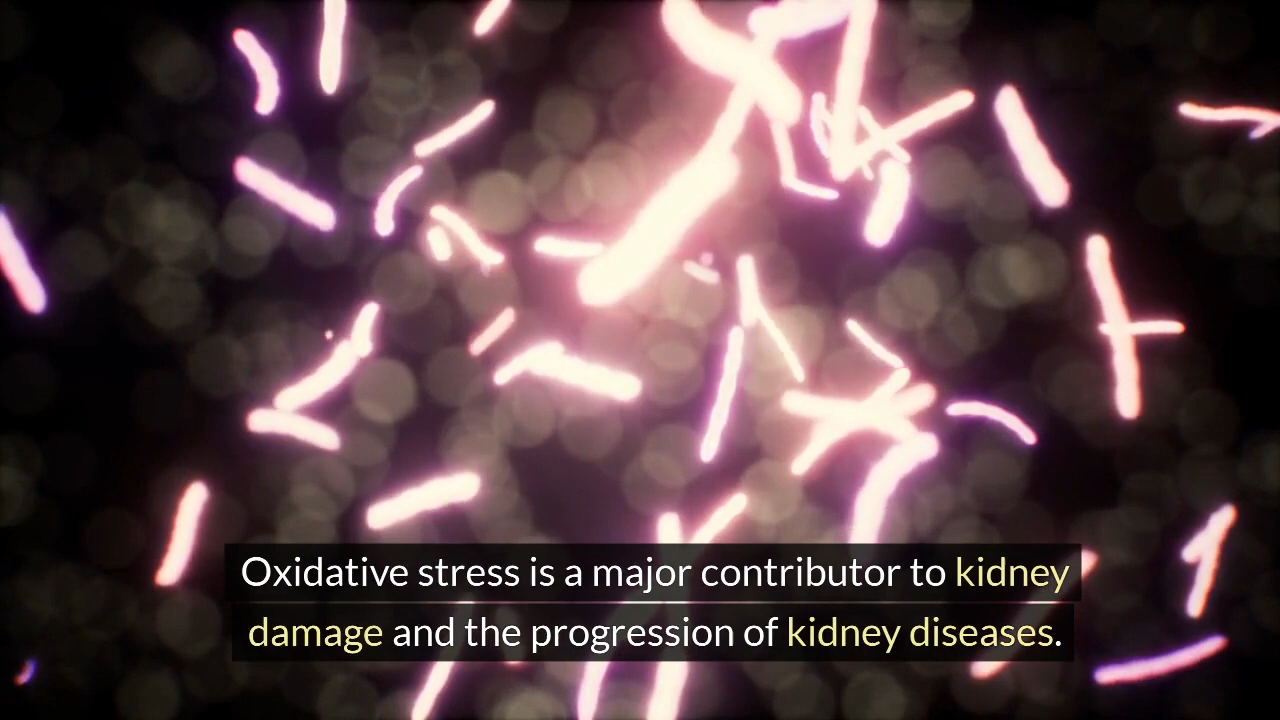 Oxidative stress is a major contributor to kidney
damage and the progression of kidney diseases.